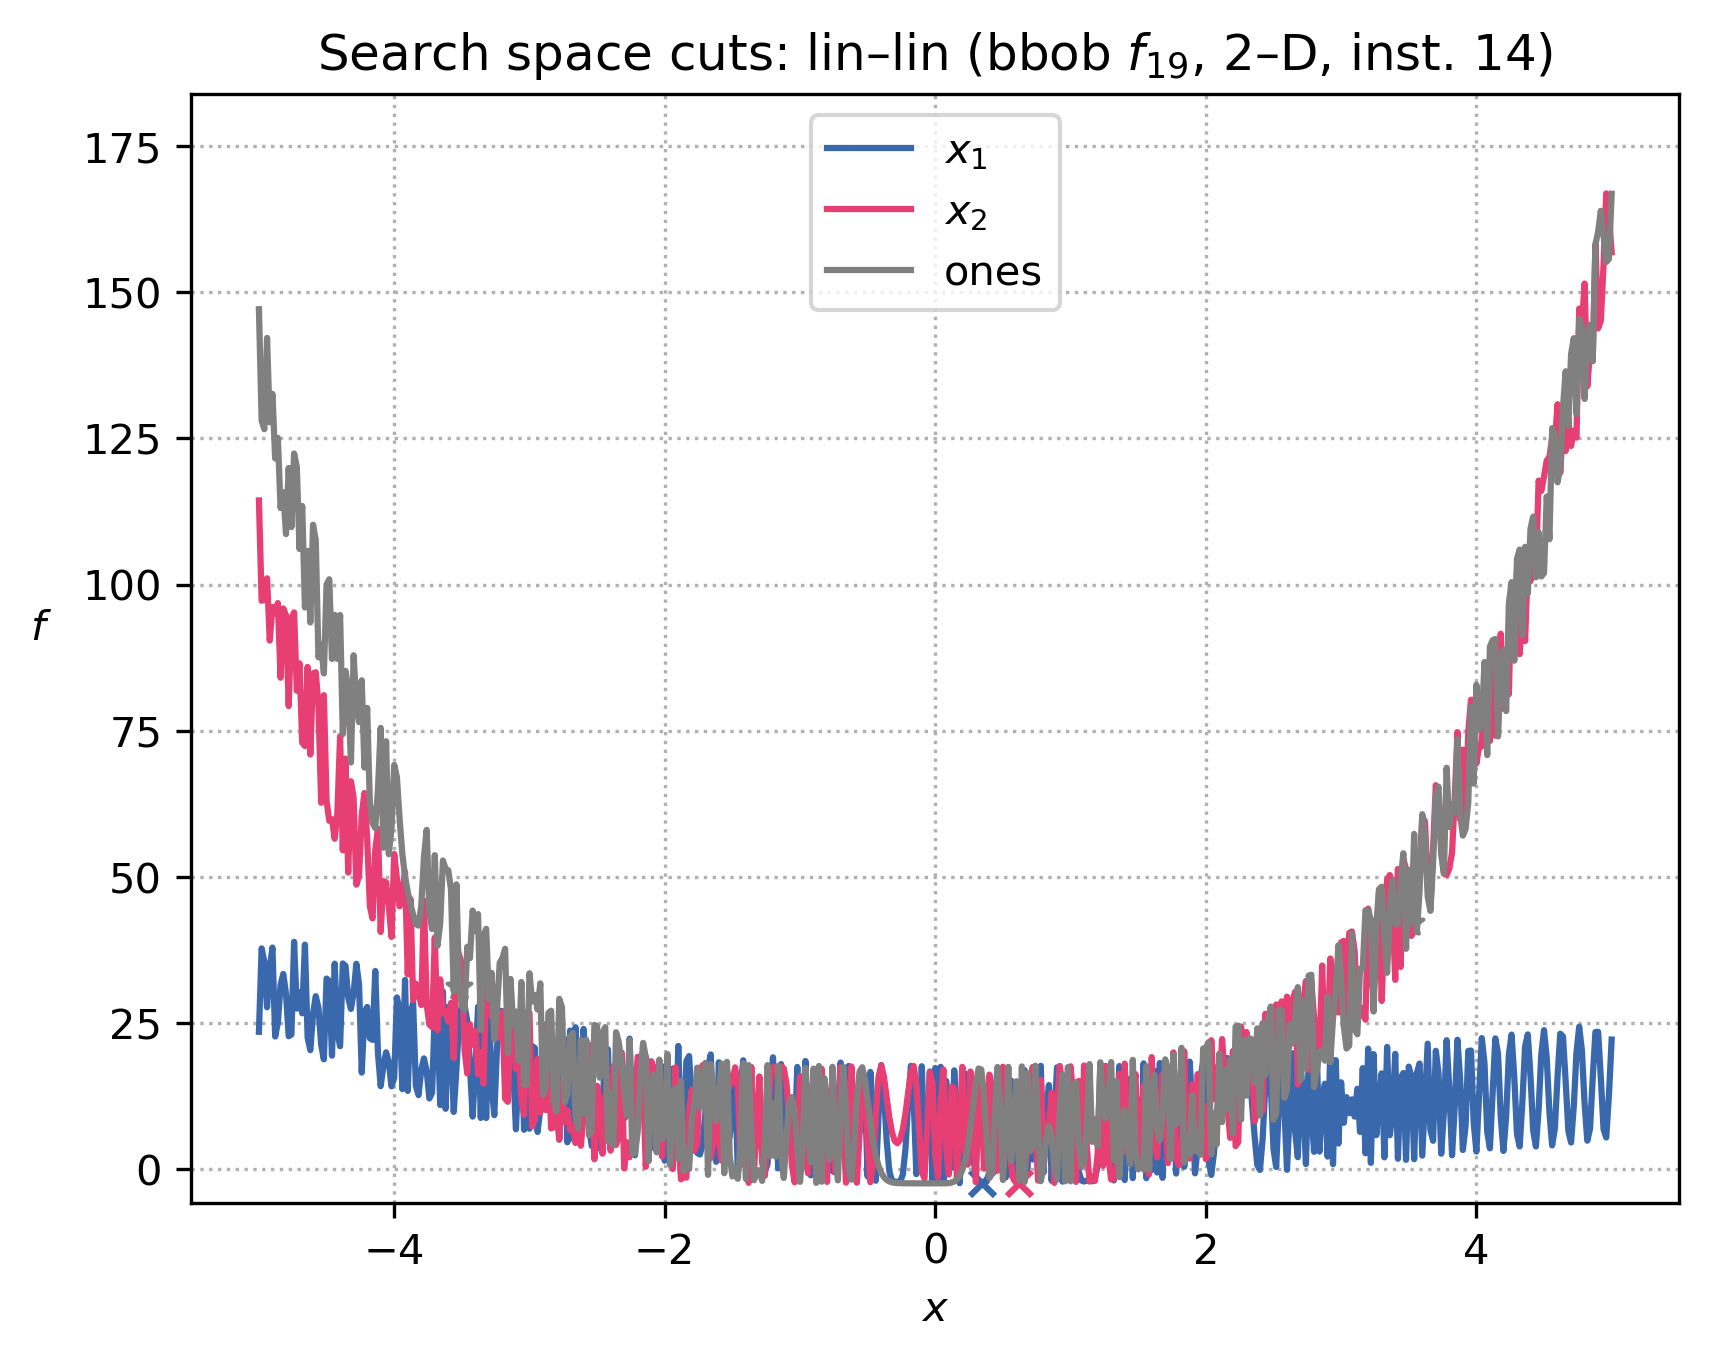 Search space cuts: lin–lin (bbob f19, 2–D, inst. 14)
x1
x2
ones
175
150
125
100
75
50
25
0
f
−4
−2
0
2
4
x